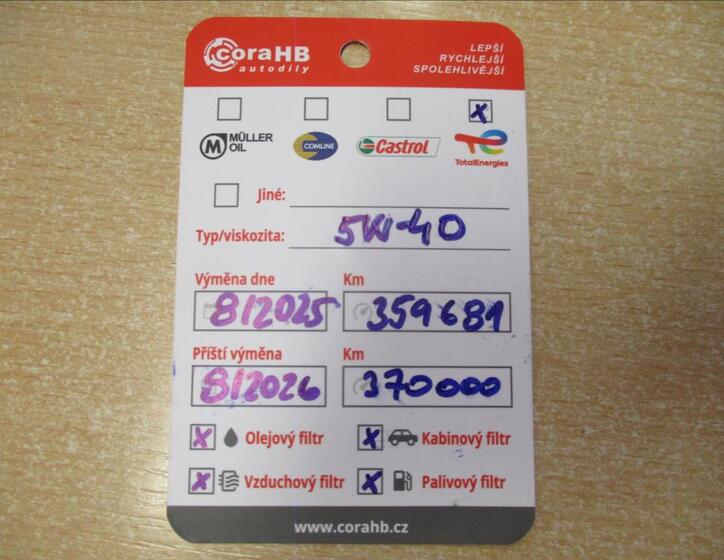 coraHB
autodily
LEPŠÍ
RYCHLEJŠÍ
SPOLEHLIVĚJŠÍ
X
M MÜLLER OIL
COMLINE
Castrol
TotalEnergies
Jiné:
Typ/viskozita: 5W-40
Výměna dne Km
8/2025 359681
Příští výměna Km
8/2026 370000
X Olejový filtr X Kabinový filtr
X Vzduchový filtr X Palivový filtr
www.corahb.cz